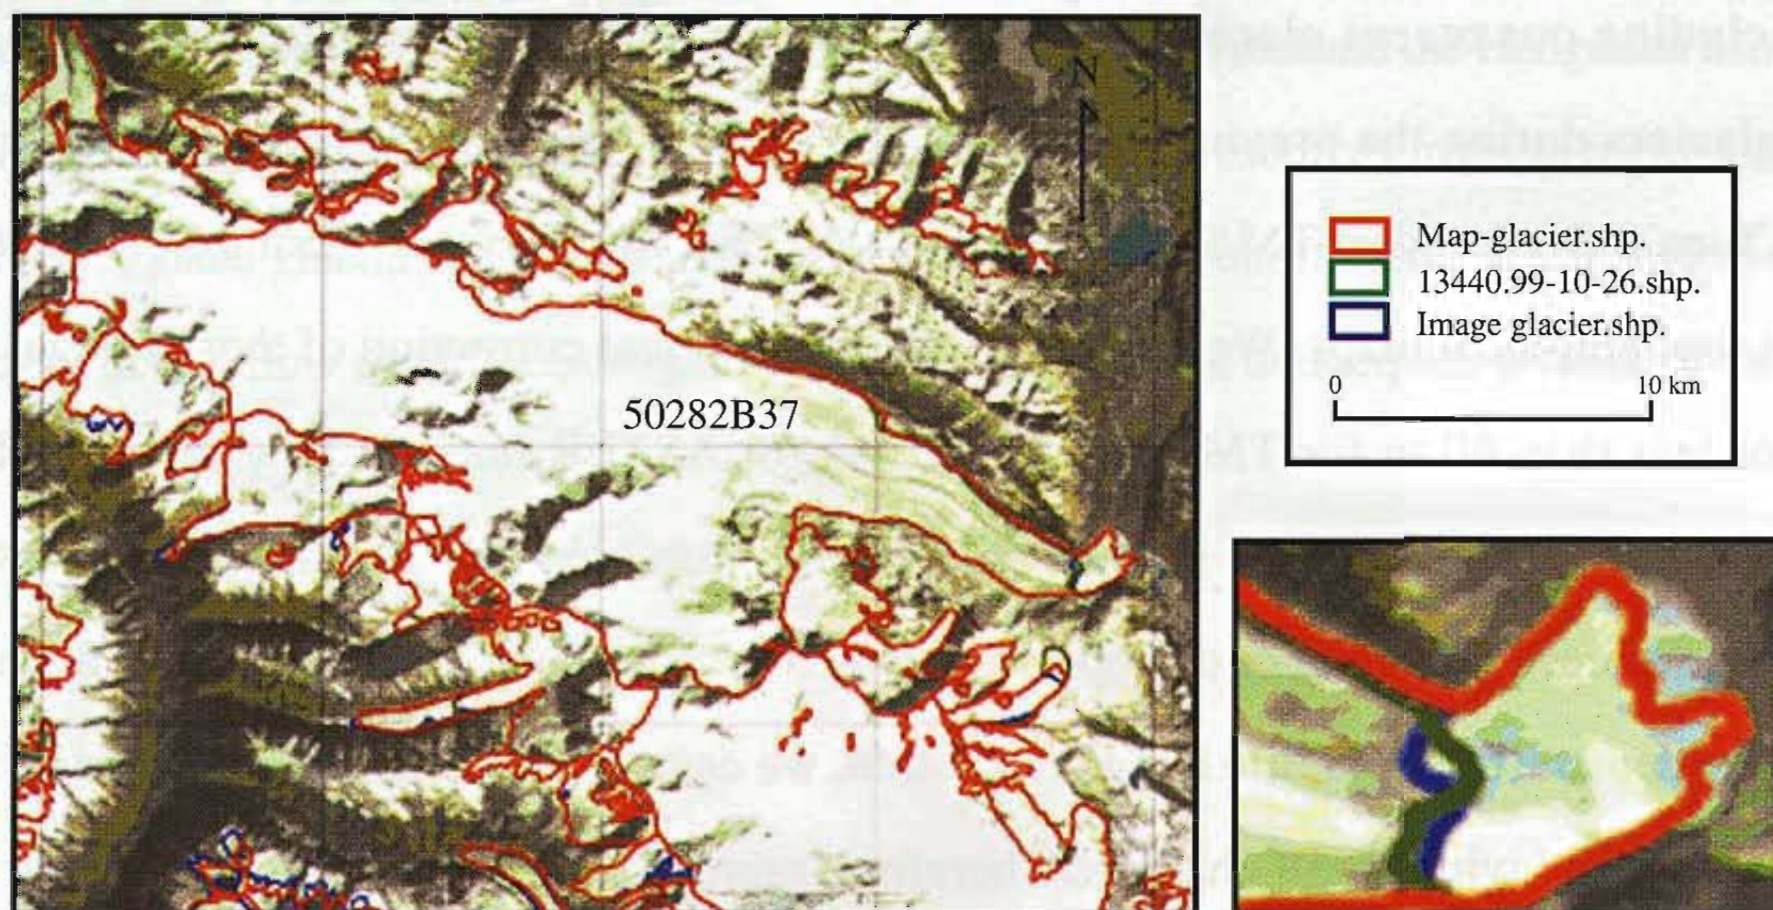 N
50282B37
Map-glacier.shp.
13440.99-10-26.shp.
Image glacier.shp.
0 10 km